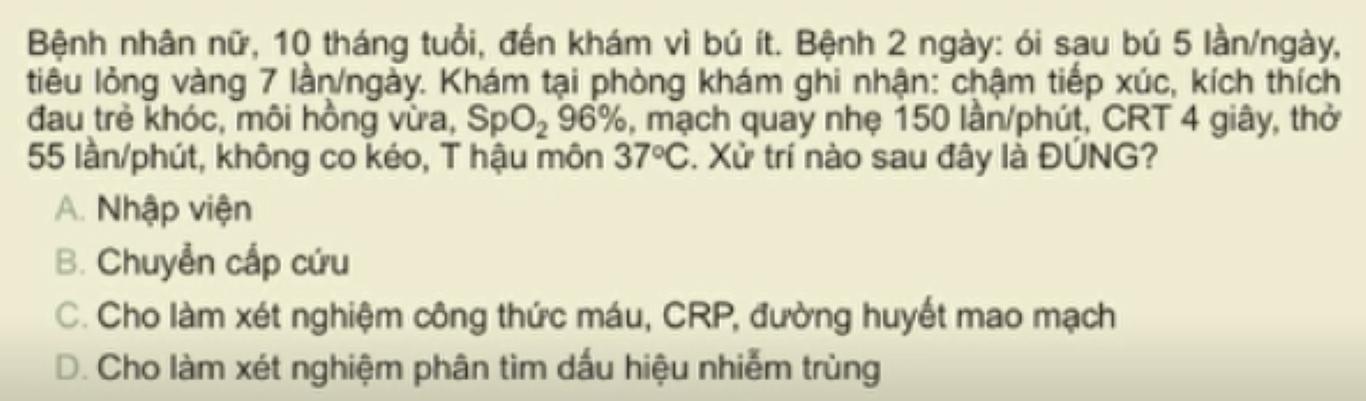 Bệnh nhân nữ, 10 tháng tuổi, đến khám vì bú ít. Bệnh 2 ngày: ói sau bú 5 lần/ngày,
tiêu lỏng vàng 7 lần/ngày. Khám tại phòng khám ghi nhận: chậm tiếp xúc, kích thích
đau trẻ khóc, môi hồng vừa, SpO₂ 96%, mạch quay nhẹ 150 lần/phút, CRT 4 giây, thở
55 lần/phút, không co kéo, T hậu môn 37ºC. Xử trí nào sau đây là ĐÚNG?
A. Nhập viện
B. Chuyển cấp cứu
C. Cho làm xét nghiệm công thức máu, CRP, đường huyết mao mạch
D. Cho làm xét nghiệm phân tìm dấu hiệu nhiễm trùng